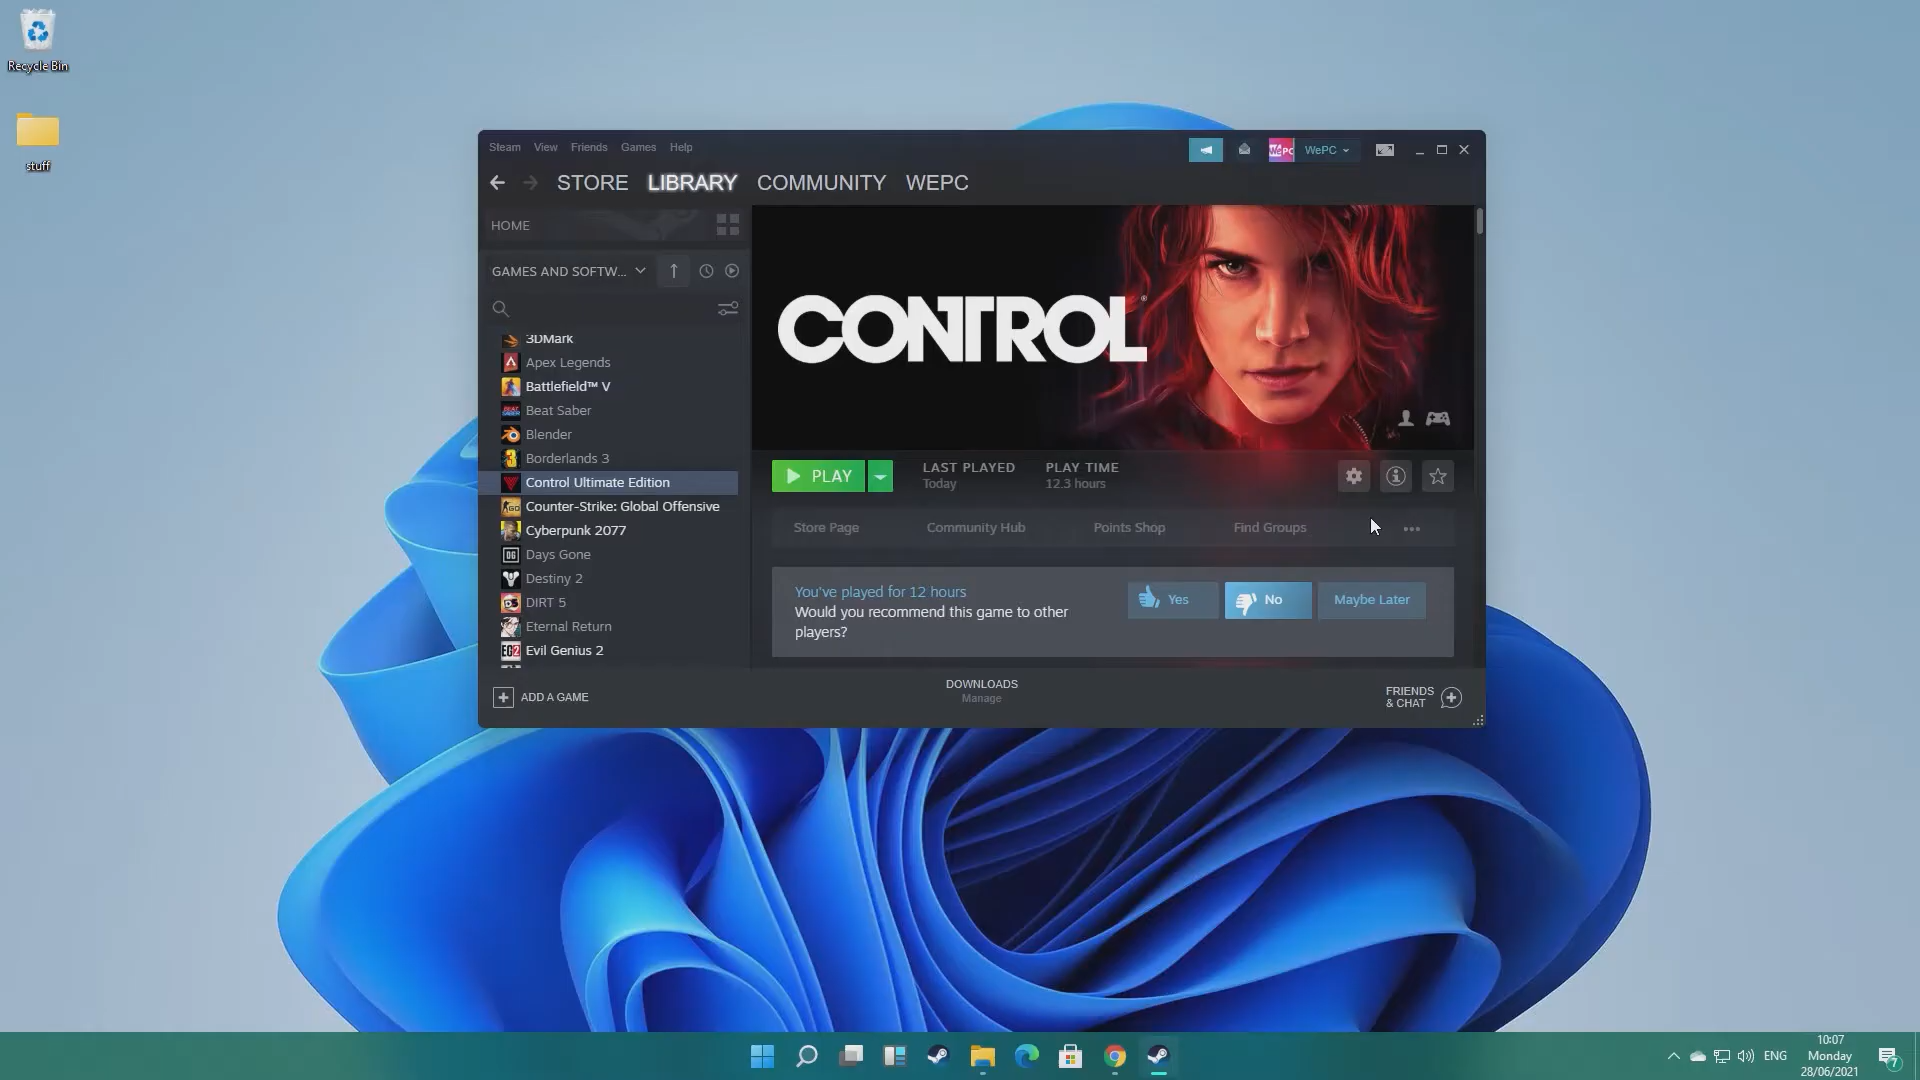 Recycle Bin
stuff
Steam View Friends Games Help
WePC WePC
STORE LIBRARY COMMUNITY WEPC
HOME
GAMES AND SOFTW...
3DMark
Apex Legends
Battlefield™ V
Beat Saber
Blender
Borderlands 3
Control Ultimate Edition
Counter-Strike: Global Offensive
Cyberpunk 2077
Days Gone
Destiny 2
DIRT 5
Eternal Return
Evil Genius 2
ADD A GAME
CONTROL®
PLAY
LAST PLAYED
Today
PLAY TIME
12.3 hours
Store Page Community Hub Points Shop Find Groups
You've played for 12 hours
Would you recommend this game to other
players?
Yes No Maybe Later
DOWNLOADS
Manage
FRIENDS
& CHAT
ENG
10:07
Monday
28/06/2021
7